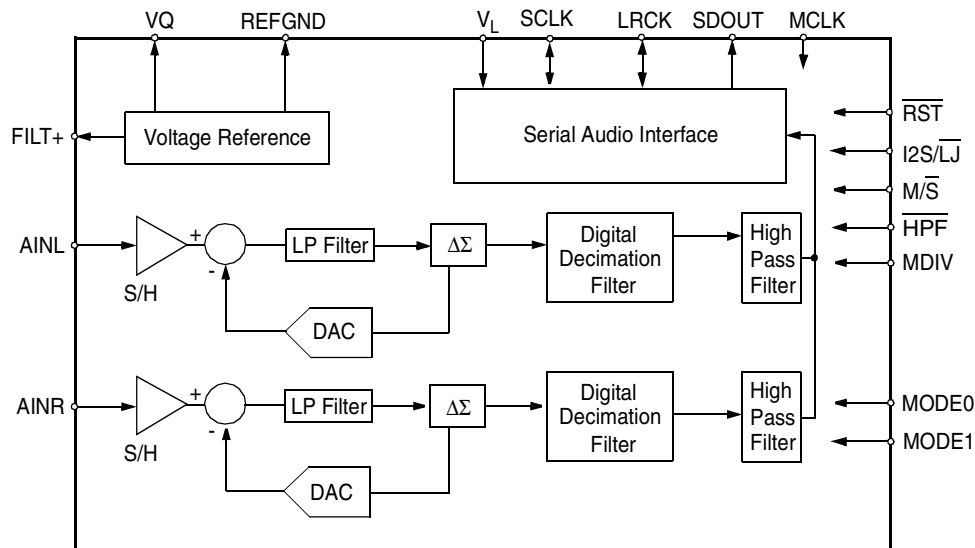 VQ REFGND V_L SCLK LRCK SDOUT MCLK
FILT+
Voltage Reference
Serial Audio Interface
RST
I2S/LJ
M/S
HPF
MDIV
AINL
+
-
S/H
LP Filter
ΔΣ
DAC
Digital
Decimation
Filter
High
Pass
Filter
AINR
+
-
S/H
LP Filter
ΔΣ
DAC
Digital
Decimation
Filter
High
Pass
Filter
MODE0
MODE1